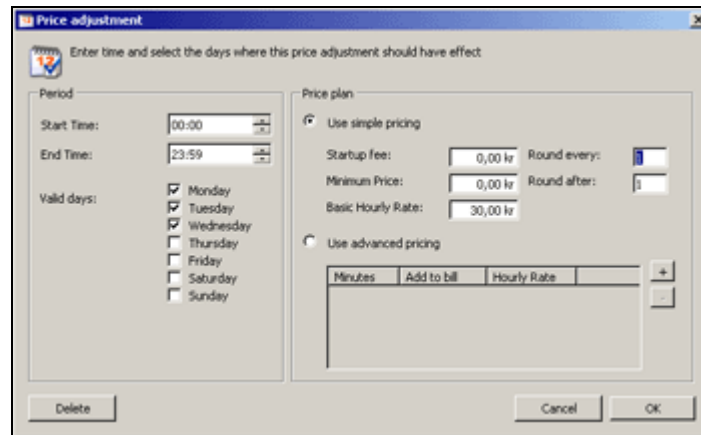 Price adjustment
Enter time and select the days where this price adjustment should have effect
Period
Start Time: 00:00
End Time: 23:59
Valid days:
Monday
Tuesday
Wednesday
Thursday
Friday
Saturday
Sunday
Price plan
Use simple pricing
Startup fee: 0,00 kr Round every: 1
Minimum Price: 0,00 kr Round after: 1
Basic Hourly Rate: 30,00 kr
Use advanced pricing
Minutes Add to bill Hourly Rate
+
-
Delete Cancel OK